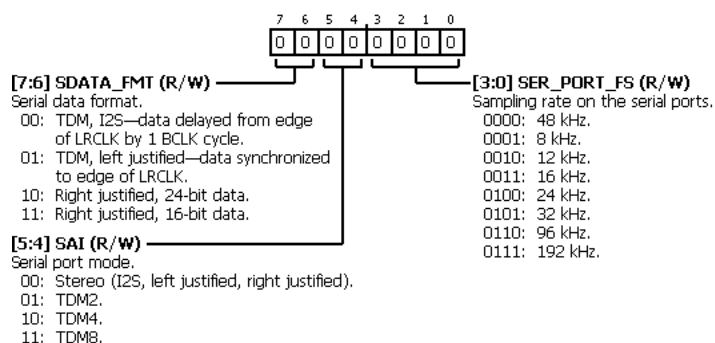 7 6 5 4 3 2 1 0
0 0 0 0 0 0 0 0
[7:6] SDATA_FMT (R/W)
Serial data format.
00: TDM, I2S—data delayed from edge
of LRCLK by 1 BCLK cycle.
01: TDM, left justified—data synchronized
to edge of LRCLK.
10: Right justified, 24-bit data.
11: Right justified, 16-bit data.
[5:4] SAI (R/W)
Serial port mode.
00: Stereo (I2S, left justified, right justified).
01: TDM2.
10: TDM4.
11: TDM8.
[3:0] SER_PORT_FS (R/W)
Sampling rate on the serial ports.
0000: 48 kHz.
0001: 8 kHz.
0010: 12 kHz.
0011: 16 kHz.
0100: 24 kHz.
0101: 32 kHz.
0110: 96 kHz.
0111: 192 kHz.